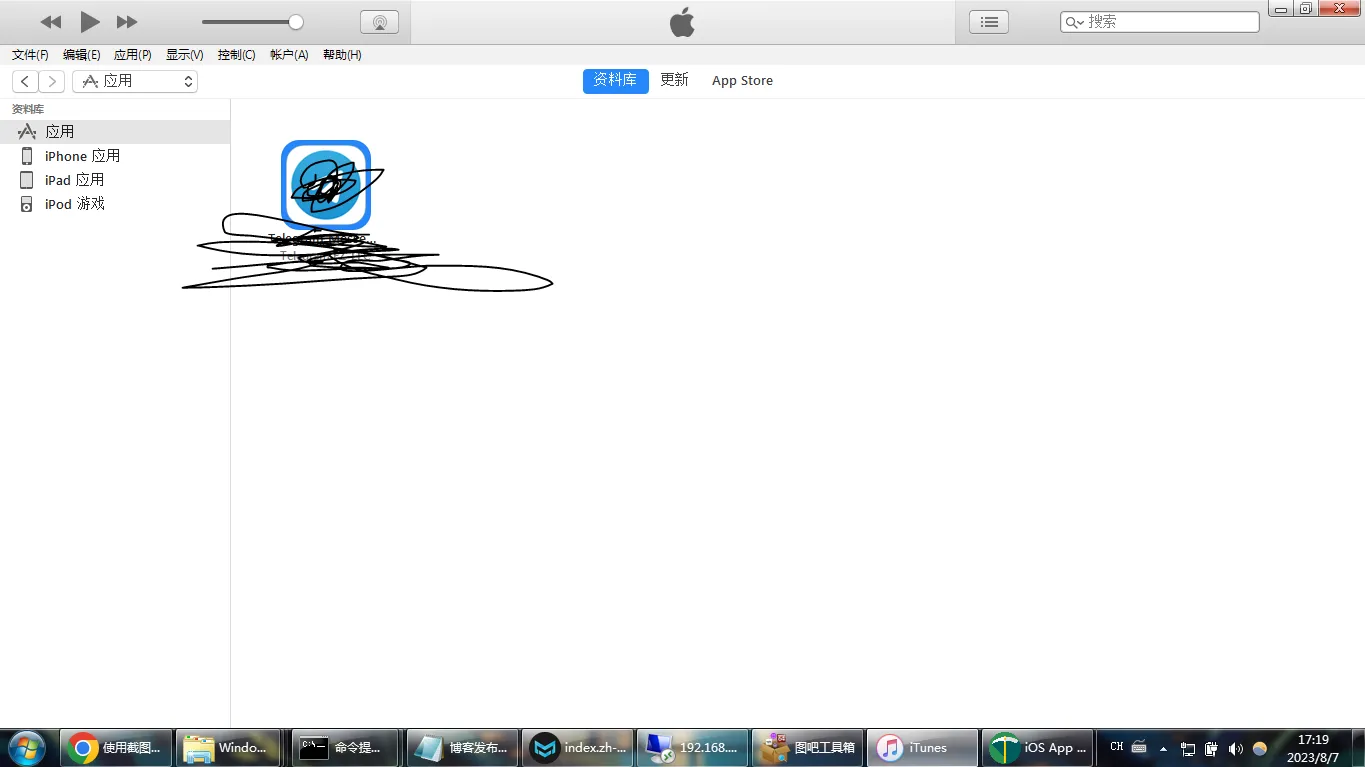 搜索
文件(F) 编辑(E) 应用(P) 显示(V) 控制(C) 帐户(A) 帮助(H)
应用 资料库 更新 App Store
资料库
应用
iPhone 应用
iPad 应用
iPod 游戏
使用截图... Windo... 命令提... 博客发布... index.zh-... 192.168.... 图吧工具箱 iTunes iOS App ... CH 17:19
2023/8/7